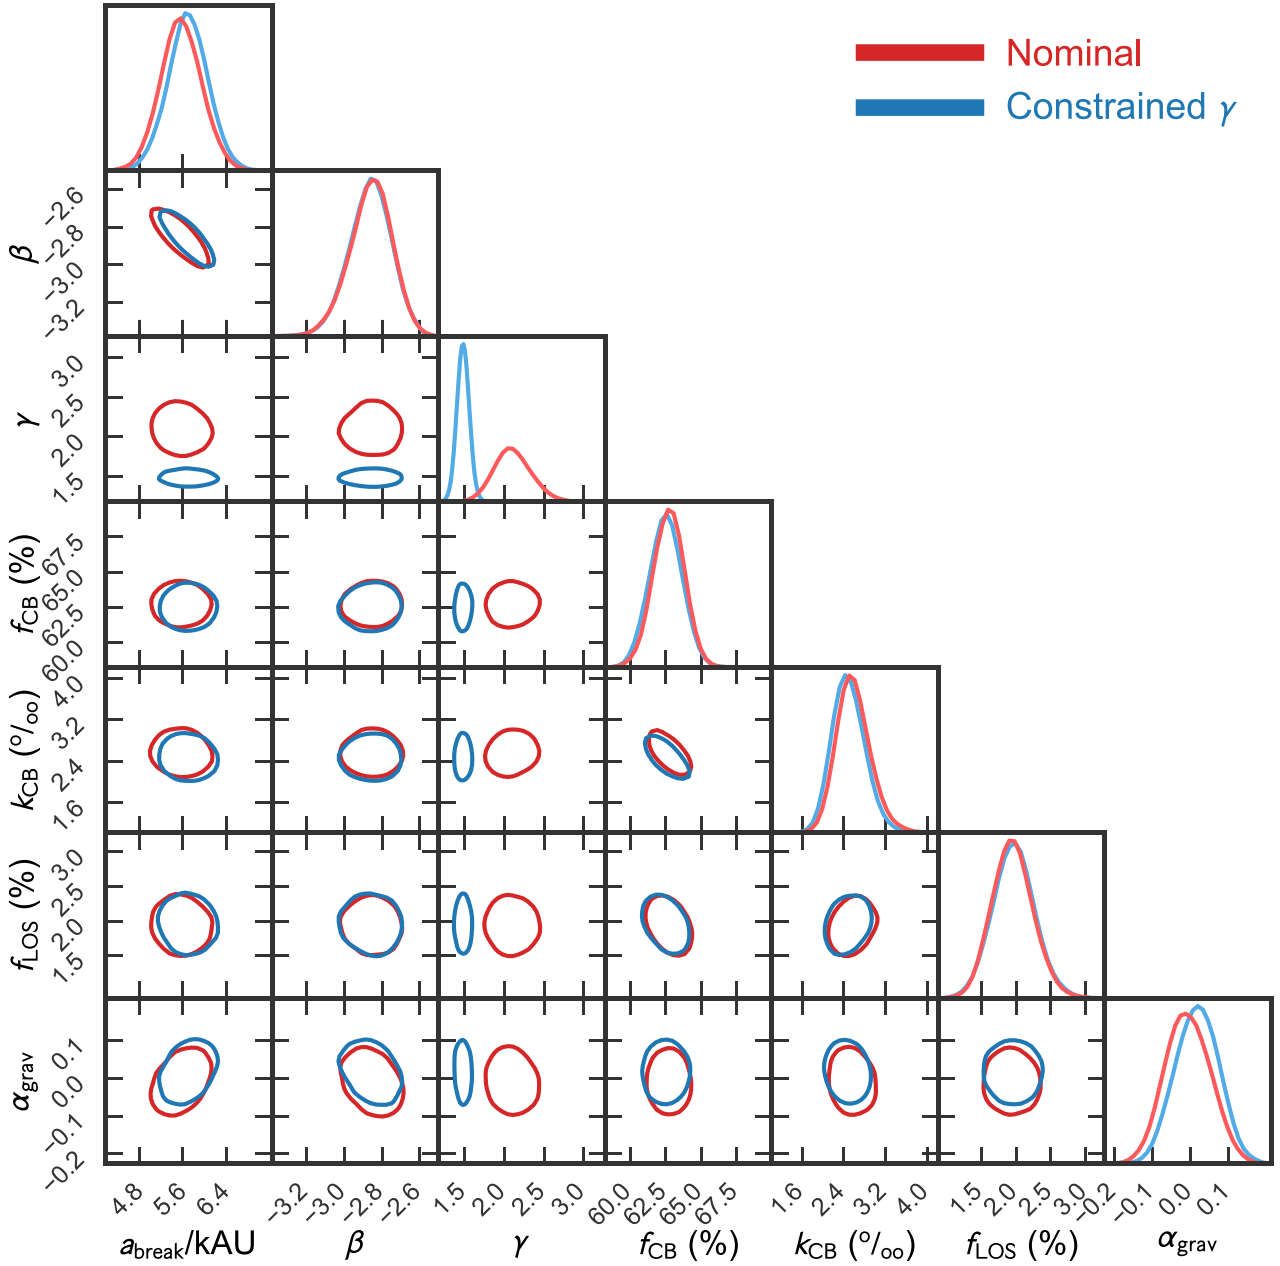 Nominal
Constrained γ
β
−2.6
−2.8
−3.0
−3.2
γ
3.0
2.5
2.0
1.5
f_CB (%)
67.5
65.0
62.5
60.0
k_CB (°/oo)
4.0
3.2
2.4
1.6
f_LOS (%)
3.0
2.5
2.0
1.5
α_grav
0.1
0.0
−0.1
−0.2
4.8 5.6 6.4 −3.2 −3.0 −2.8 −2.6 1.5 2.0 2.5 3.0 60.0 62.5 65.0 67.5 1.6 2.4 3.2 4.0 1.5 2.0 2.5 3.0 −0.2 −0.1 0.0 0.1
a_break/kAU β γ f_CB (%) k_CB (°/oo) f_LOS (%) α_grav